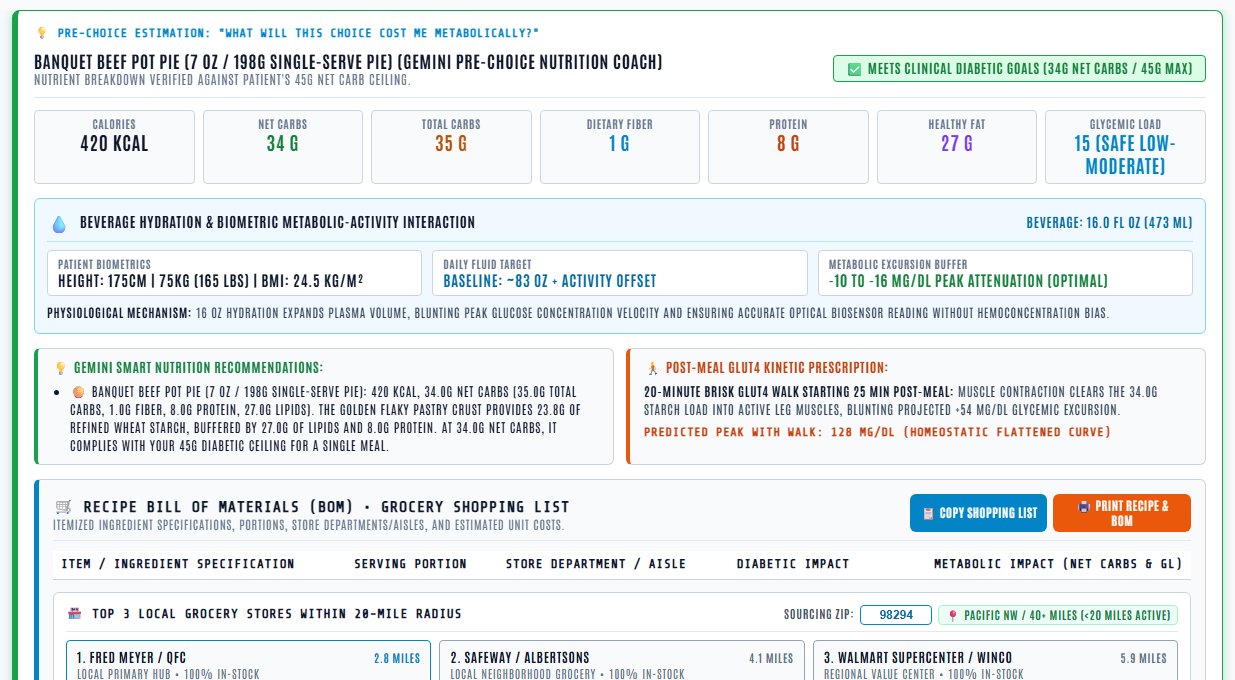 PRE-CHOICE ESTIMATION: "WHAT WILL THIS CHOICE COST ME METABOLICALLY?"
BANQUET BEEF POT PIE (7 OZ / 198G SINGLE-SERVE PIE) (GEMINI PRE-CHOICE NUTRITION COACH)
NUTRIENT BREAKDOWN VERIFIED AGAINST PATIENT'S 45G NET CARB CEILING.
MEETS CLINICAL DIABETIC GOALS (34G NET CARBS / 45G MAX)
CALORIES
420 KCAL
NET CARBS
34 G
TOTAL CARBS
35 G
DIETARY FIBER
1 G
PROTEIN
8 G
HEALTHY FAT
27 G
GLYCEMIC LOAD
15 (SAFE LOW-
MODERATE)
BEVERAGE HYDRATION & BIOMETRIC METABOLIC-ACTIVITY INTERACTION
BEVERAGE: 16.0 FL OZ (473 ML)
PATIENT BIOMETRICS
HEIGHT: 175CM | 75KG (165 LBS) | BMI: 24.5 KG/M²
DAILY FLUID TARGET
BASELINE: ~83 OZ + ACTIVITY OFFSET
METABOLIC EXCURSION BUFFER
-10 TO -16 MG/DL PEAK ATTENUATION (OPTIMAL)
PHYSIOLOGICAL MECHANISM: 16 OZ HYDRATION EXPANDS PLASMA VOLUME, BLUNTING PEAK GLUCOSE CONCENTRATION VELOCITY AND ENSURING ACCURATE OPTICAL BIOSENSOR READING WITHOUT HEMOCONCENTRATION BIAS.
GEMINI SMART NUTRITION RECOMMENDATIONS:
• BANQUET BEEF POT PIE (7 OZ / 198G SINGLE-SERVE PIE): 420 KCAL, 34.0G NET CARBS (35.0G TOTAL
CARBS, 1.0G FIBER, 8.0G PROTEIN, 27.0G LIPIDS). THE GOLDEN FLAKY PASTRY CRUST PROVIDES 23.8G OF
REFINED WHEAT STARCH, BUFFERED BY 27.0G OF LIPIDS AND 8.0G PROTEIN. AT 34.0G NET CARBS, IT
COMPLIES WITH YOUR 45G DIABETIC CEILING FOR A SINGLE MEAL.
POST-MEAL GLUT4 KINETIC PRESCRIPTION:
20-MINUTE BRISK GLUT4 WALK STARTING 25 MIN POST-MEAL: MUSCLE CONTRACTION CLEARS THE 34.0G
STARCH LOAD INTO ACTIVE LEG MUSCLES, BLUNTING PROJECTED +54 MG/DL GLYCEMIC EXCURSION.
PREDICTED PEAK WITH WALK: 128 MG/DL (HOMEOSTATIC FLATTENED CURVE)
RECIPE BILL OF MATERIALS (BOM) • GROCERY SHOPPING LIST
ITEMIZED INGREDIENT SPECIFICATIONS, PORTIONS, STORE DEPARTMENTS/AISLES, AND ESTIMATED UNIT COSTS.
COPY SHOPPING LIST
PRINT RECIPE &
BOM
ITEM / INGREDIENT SPECIFICATION SERVING PORTION STORE DEPARTMENT / AISLE DIABETIC IMPACT METABOLIC IMPACT (NET CARBS & GL)
TOP 3 LOCAL GROCERY STORES WITHIN 20-MILE RADIUS
SOURCING ZIP: 98294
PACIFIC NW / 40+ MILES (<20 MILES ACTIVE)
1. FRED MEYER / QFC 2.8 MILES
LOCAL PRIMARY HUB • 100% IN-STOCK
2. SAFEWAY / ALBERTSONS 4.1 MILES
LOCAL NEIGHBORHOOD GROCERY • 100% IN-STOCK
3. WALMART SUPERCENTER / WINCO 5.9 MILES
REGIONAL VALUE CENTER • 100% IN-STOCK